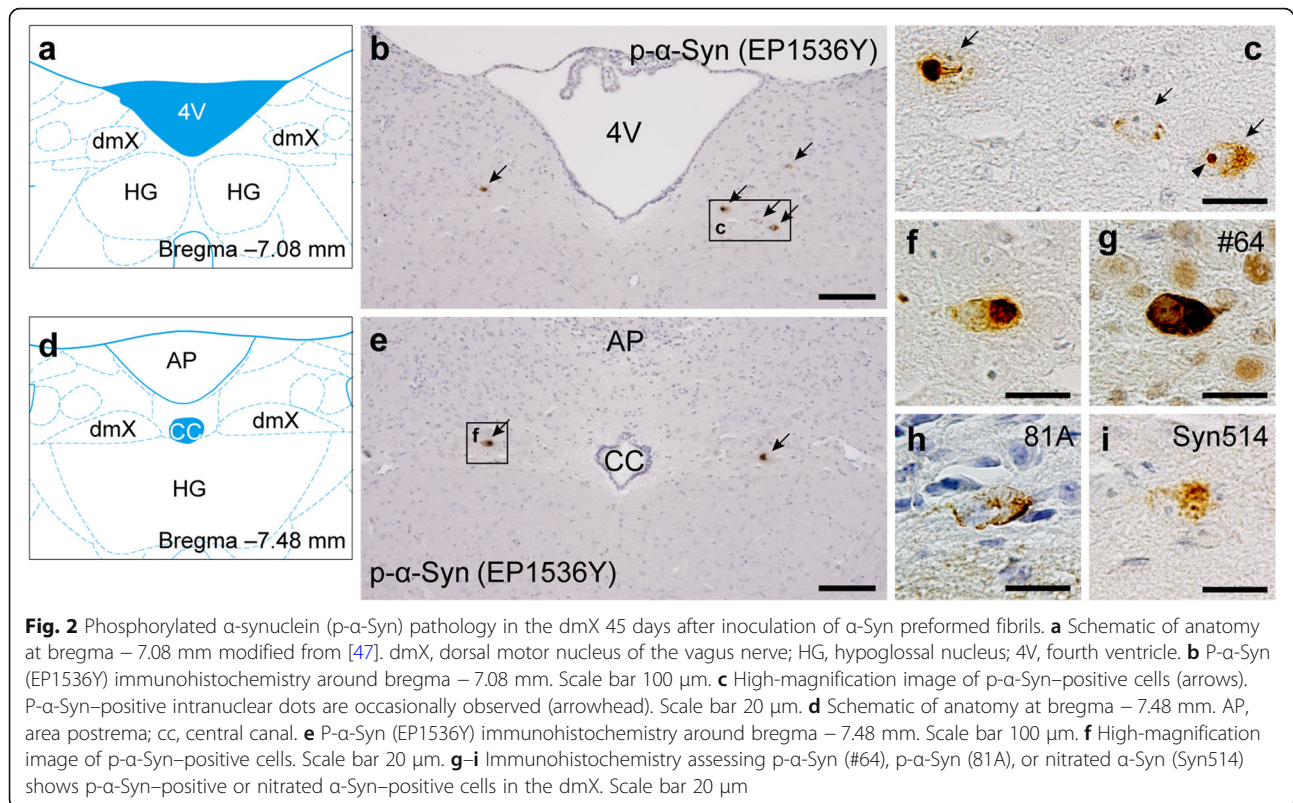 a
4V
dmX
dmX
HG
HG
Bregma −7.08 mm
b
p-α-Syn (EP1536Y)
4V
c
c
d
AP
dmX
CC
dmX
HG
Bregma −7.48 mm
e
AP
f
CC
p-α-Syn (EP1536Y)
f
g
#64
h
81A
i
Syn514
Fig. 2 Phosphorylated α-synuclein (p-α-Syn) pathology in the dmX 45 days after inoculation of α-Syn preformed fibrils. a Schematic of anatomy
at bregma − 7.08 mm modified from [47]. dmX, dorsal motor nucleus of the vagus nerve; HG, hypoglossal nucleus; 4V, fourth ventricle. b P-α-Syn
(EP1536Y) immunohistochemistry around bregma − 7.08 mm. Scale bar 100 μm. c High-magnification image of p-α-Syn–positive cells (arrows).
P-α-Syn–positive intranuclear dots are occasionally observed (arrowhead). Scale bar 20 μm. d Schematic of anatomy at bregma − 7.48 mm. AP,
area postrema; cc, central canal. e P-α-Syn (EP1536Y) immunohistochemistry around bregma − 7.48 mm. Scale bar 100 μm. f High-magnification
image of p-α-Syn–positive cells. Scale bar 20 μm. g–i Immunohistochemistry assessing p-α-Syn (#64), p-α-Syn (81A), or nitrated α-Syn (Syn514)
shows p-α-Syn–positive or nitrated α-Syn–positive cells in the dmX. Scale bar 20 μm